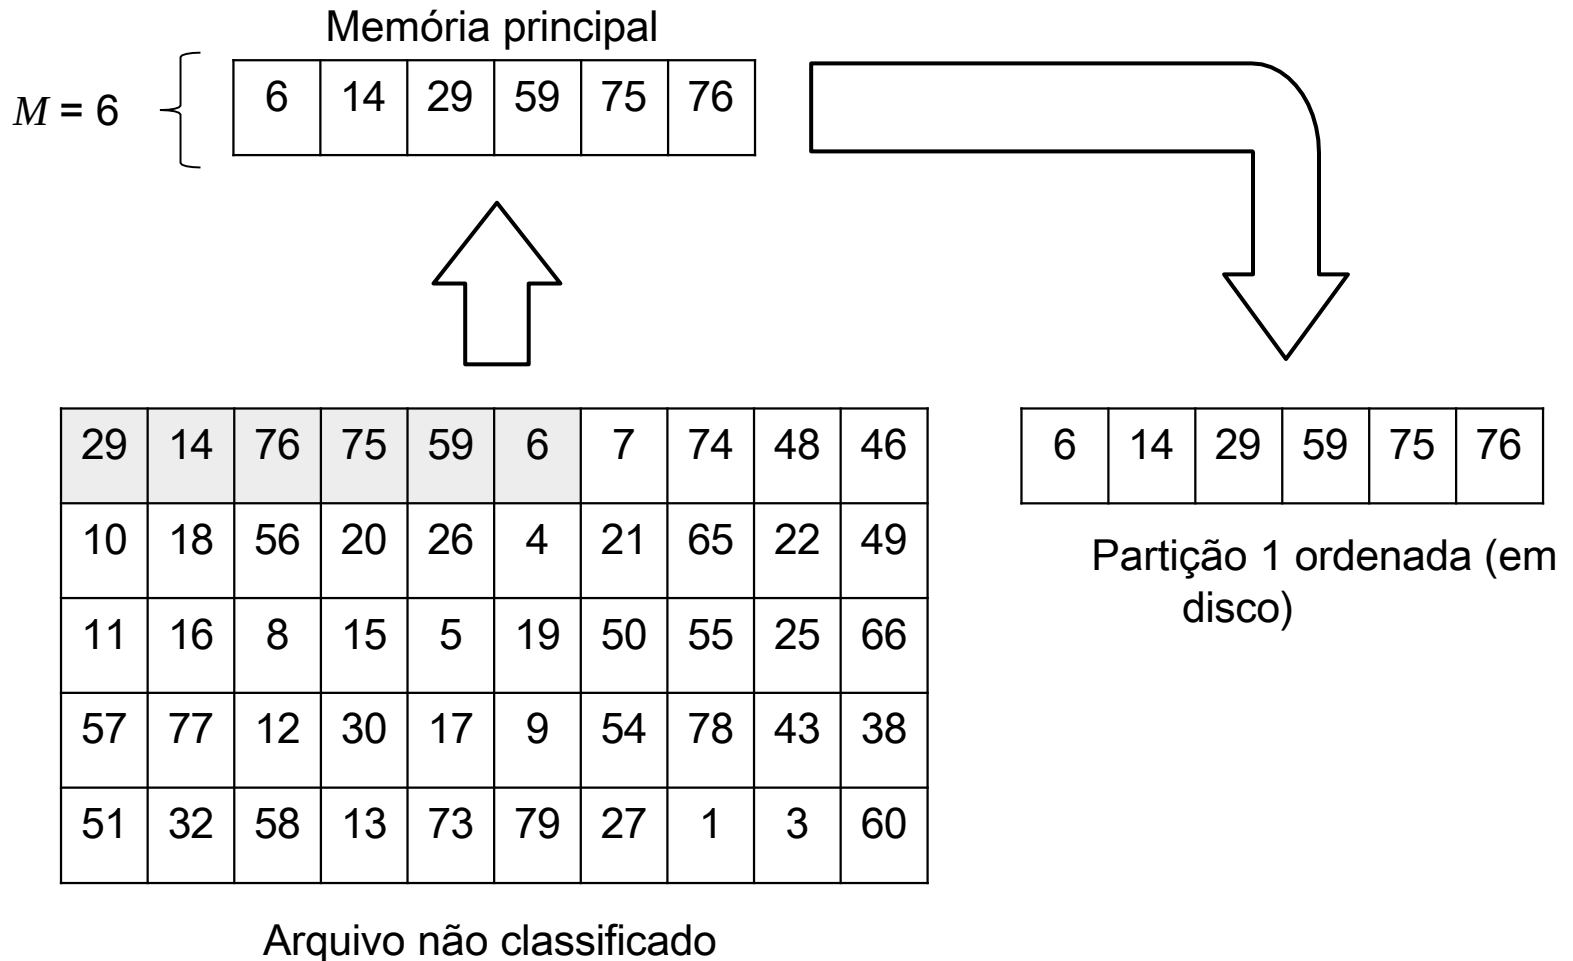 Memória principal
M = 6
6 14 29 59 75 76
29 14 76 75 59 6 7 74 48 46
10 18 56 20 26 4 21 65 22 49
11 16 8 15 5 19 50 55 25 66
57 77 12 30 17 9 54 78 43 38
51 32 58 13 73 79 27 1 3 60
Arquivo não classificado
6 14 29 59 75 76
Partição 1 ordenada (em
disco)